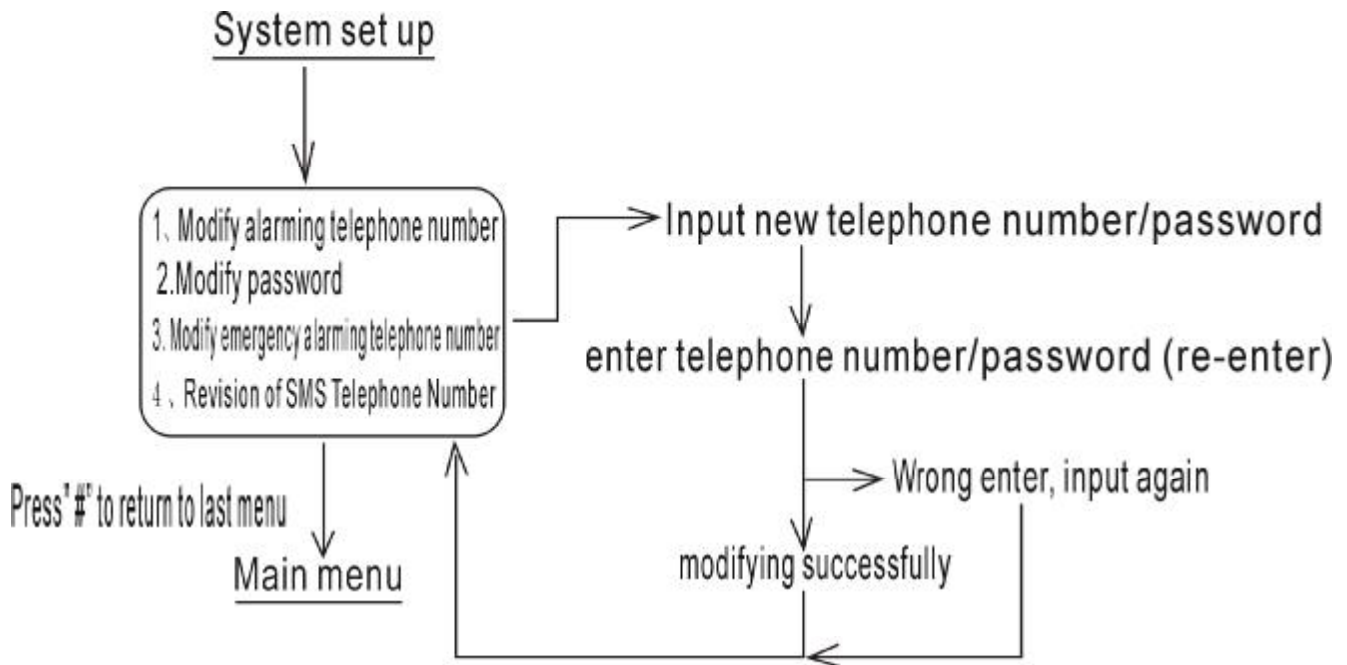 System set up
1、Modify alarming telephone number
2.Modify password
3. Modify emergency alarming telephone number
4、Revision of SMS Telephone Number
Press"#" to return to last menu
Main menu
Input new telephone number/password
enter telephone number/password (re-enter)
Wrong enter, input again
modifying successfully